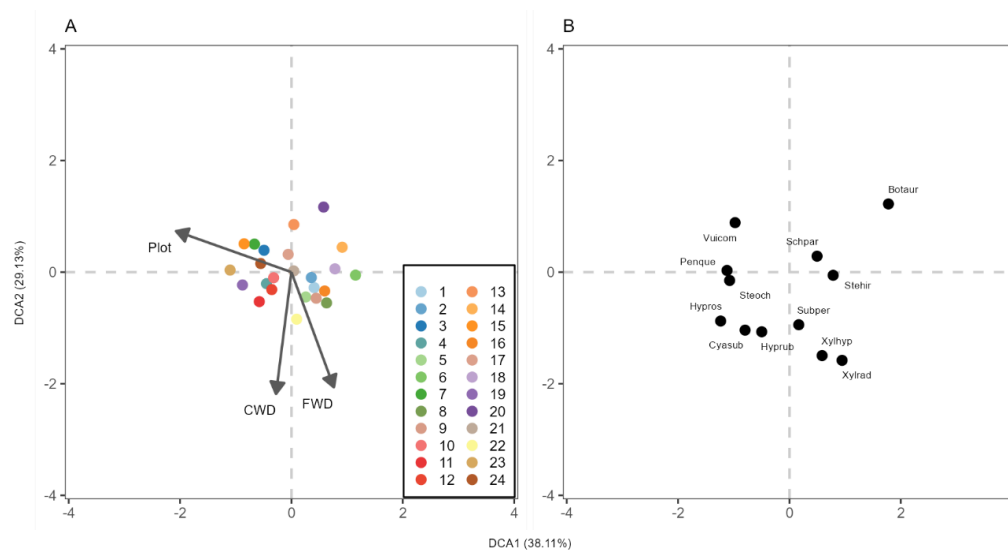 A
B
4
2
0
-2
-4
DCA2 (29.13%)
-4
-2
0
2
4
Plot
CWD
FWD
1
2
3
4
5
6
7
8
9
10
11
12
13
14
15
16
17
18
19
20
21
22
23
24
4
2
0
-2
-4
-4
-2
0
2
Botaur
Vuicom
Schpar
Penque
Stehir
Steoch
Hypros
Subper
Cyasub
Hyprub
Xylhyp
Xylrad
DCA1 (38.11%)